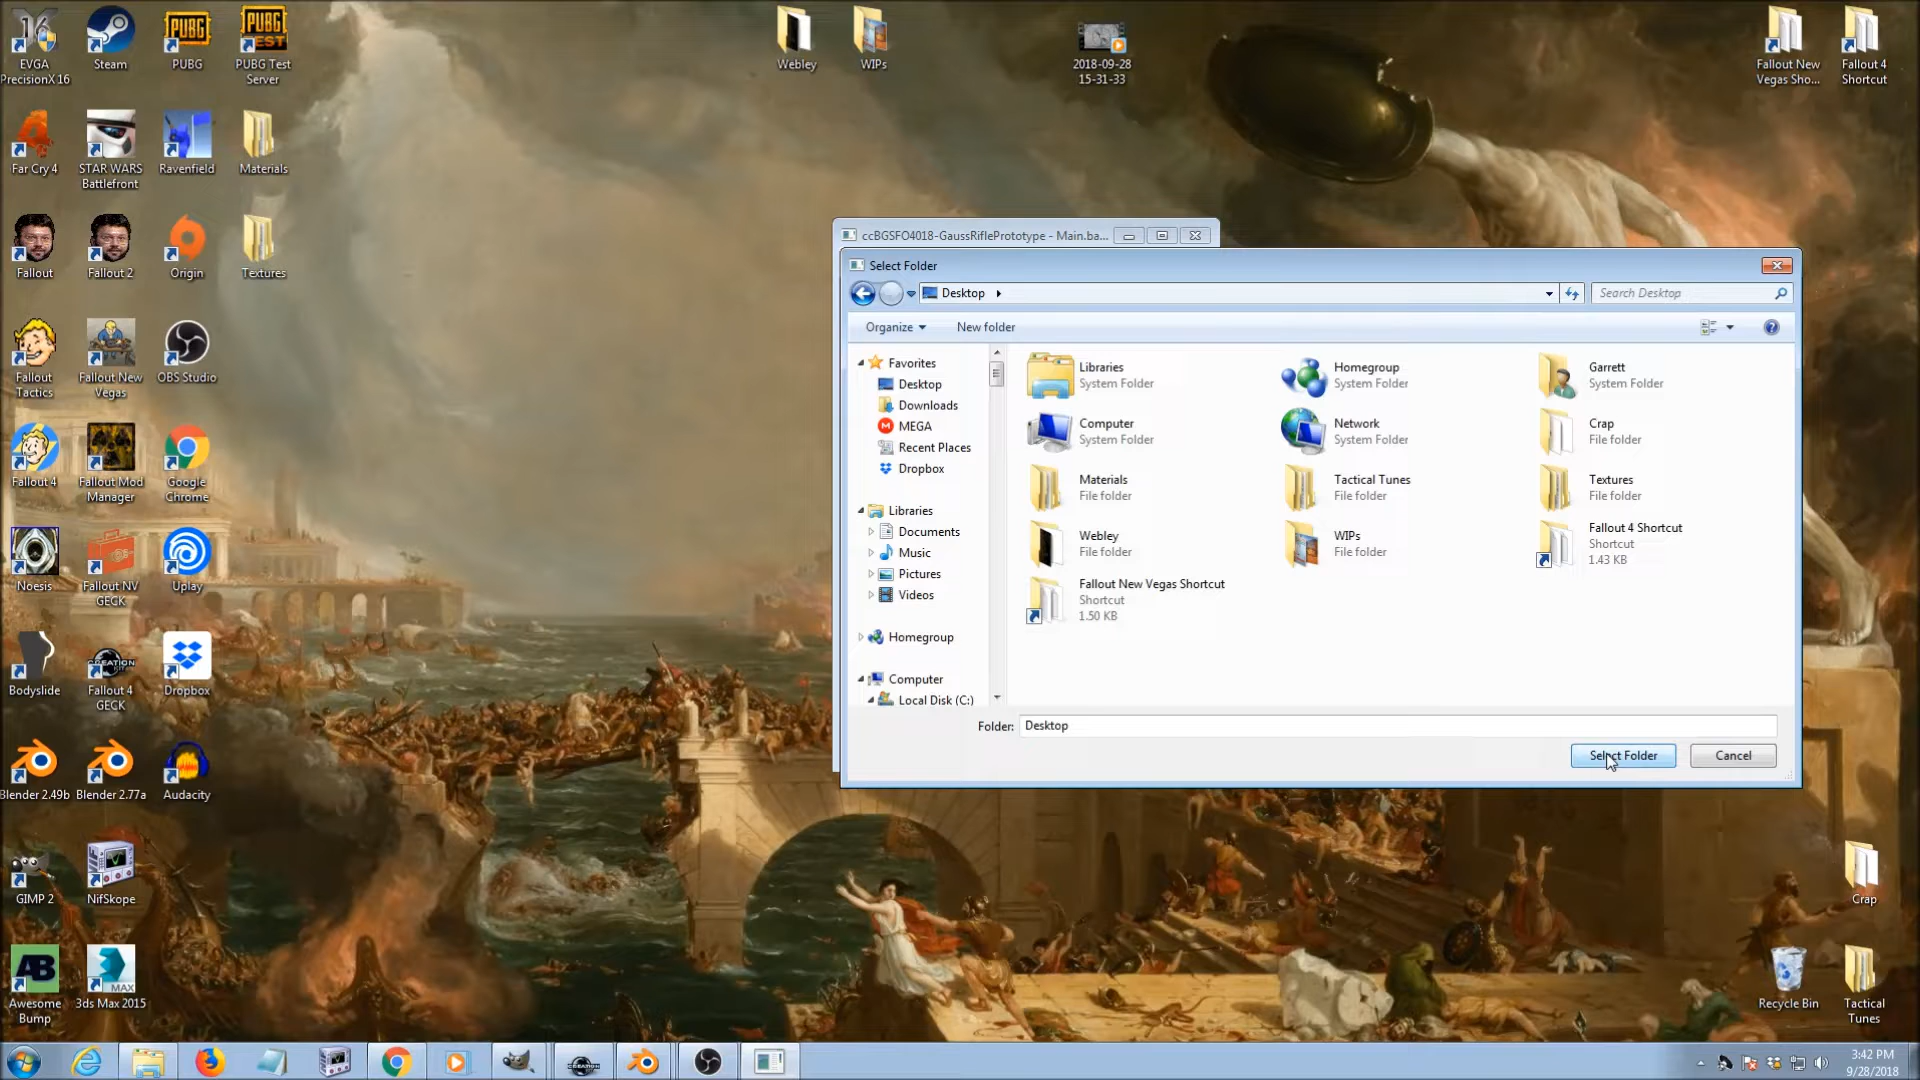 EVGA
PrecisionX 16
Steam
PUBG
PUBG Test
Server
Webley
WIPs
2018-09-28
15-31-33
Fallout New
Vegas Sho...
Fallout 4
Shortcut
Far Cry 4
STAR WARS
Battlefront
Ravenfield
Materials
Fallout
Fallout 2
Origin
Textures
Fallout
Tactics
Fallout New
Vegas
OBS Studio
Fallout 4
Fallout Mod
Manager
Google
Chrome
Noesis
Fallout NV
GECK
Uplay
Bodyslide
Fallout 4
GECK
Dropbox
Blender 2.49b
Blender 2.77a
Audacity
GIMP 2
NifSkope
Awesome
Bump
3ds Max 2015
ccBGSFO4018-GaussRiflePrototype - Main.ba...
Select Folder
Desktop
Search Desktop
Organize
New folder
Favorites
Desktop
Downloads
MEGA
Recent Places
Dropbox
Libraries
Documents
Music
Pictures
Videos
Homegroup
Computer
Local Disk (C:)
Libraries
System Folder
Homegroup
System Folder
Garrett
System Folder
Computer
System Folder
Network
System Folder
Crap
File folder
Materials
File folder
Tactical Tunes
File folder
Textures
File folder
Webley
File folder
WIPs
File folder
Fallout 4 Shortcut
Shortcut
1.43 KB
Fallout New Vegas Shortcut
Shortcut
1.50 KB
Folder: Desktop
Select Folder
Cancel
Crap
Recycle Bin
Tactical
Tunes
3:42 PM
9/28/2018